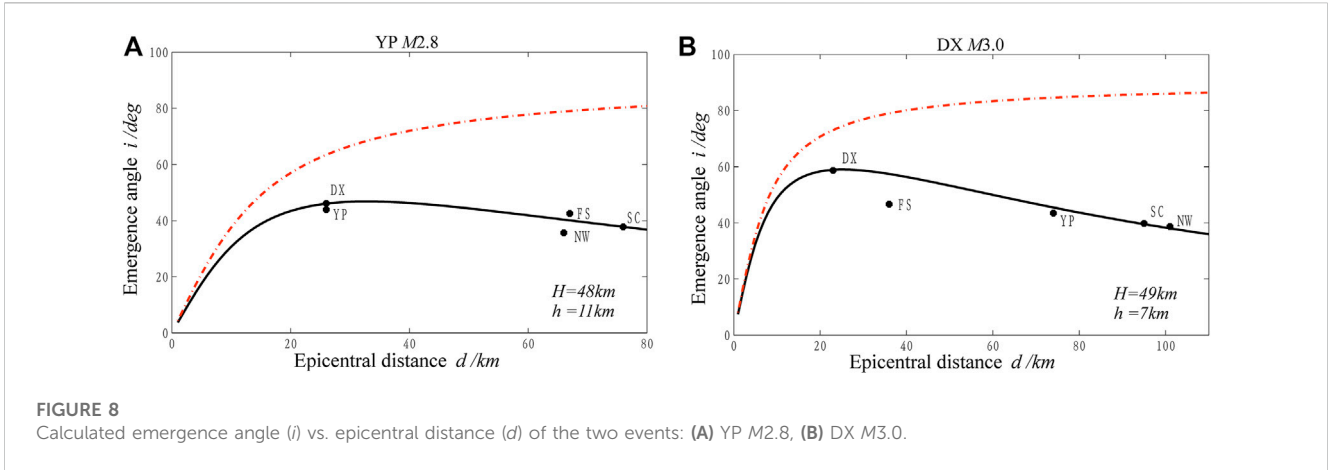 A
YP M2.8
100
80
60
40
20
0
Emergence angle i /deg
DX
YP
FS
NW
SC
H=48km
h =11km
0 20 40 60 80
Epicentral distance d /km
B
DX M3.0
100
80
60
40
20
0
Emergence angle i /deg
DX
FS
YP
SC
NW
H=49km
h =7km
0 20 40 60 80 100
Epicentral distance d /km
FIGURE 8
Calculated emergence angle (i) vs. epicentral distance (d) of the two events: (A) YP M2.8, (B) DX M3.0.